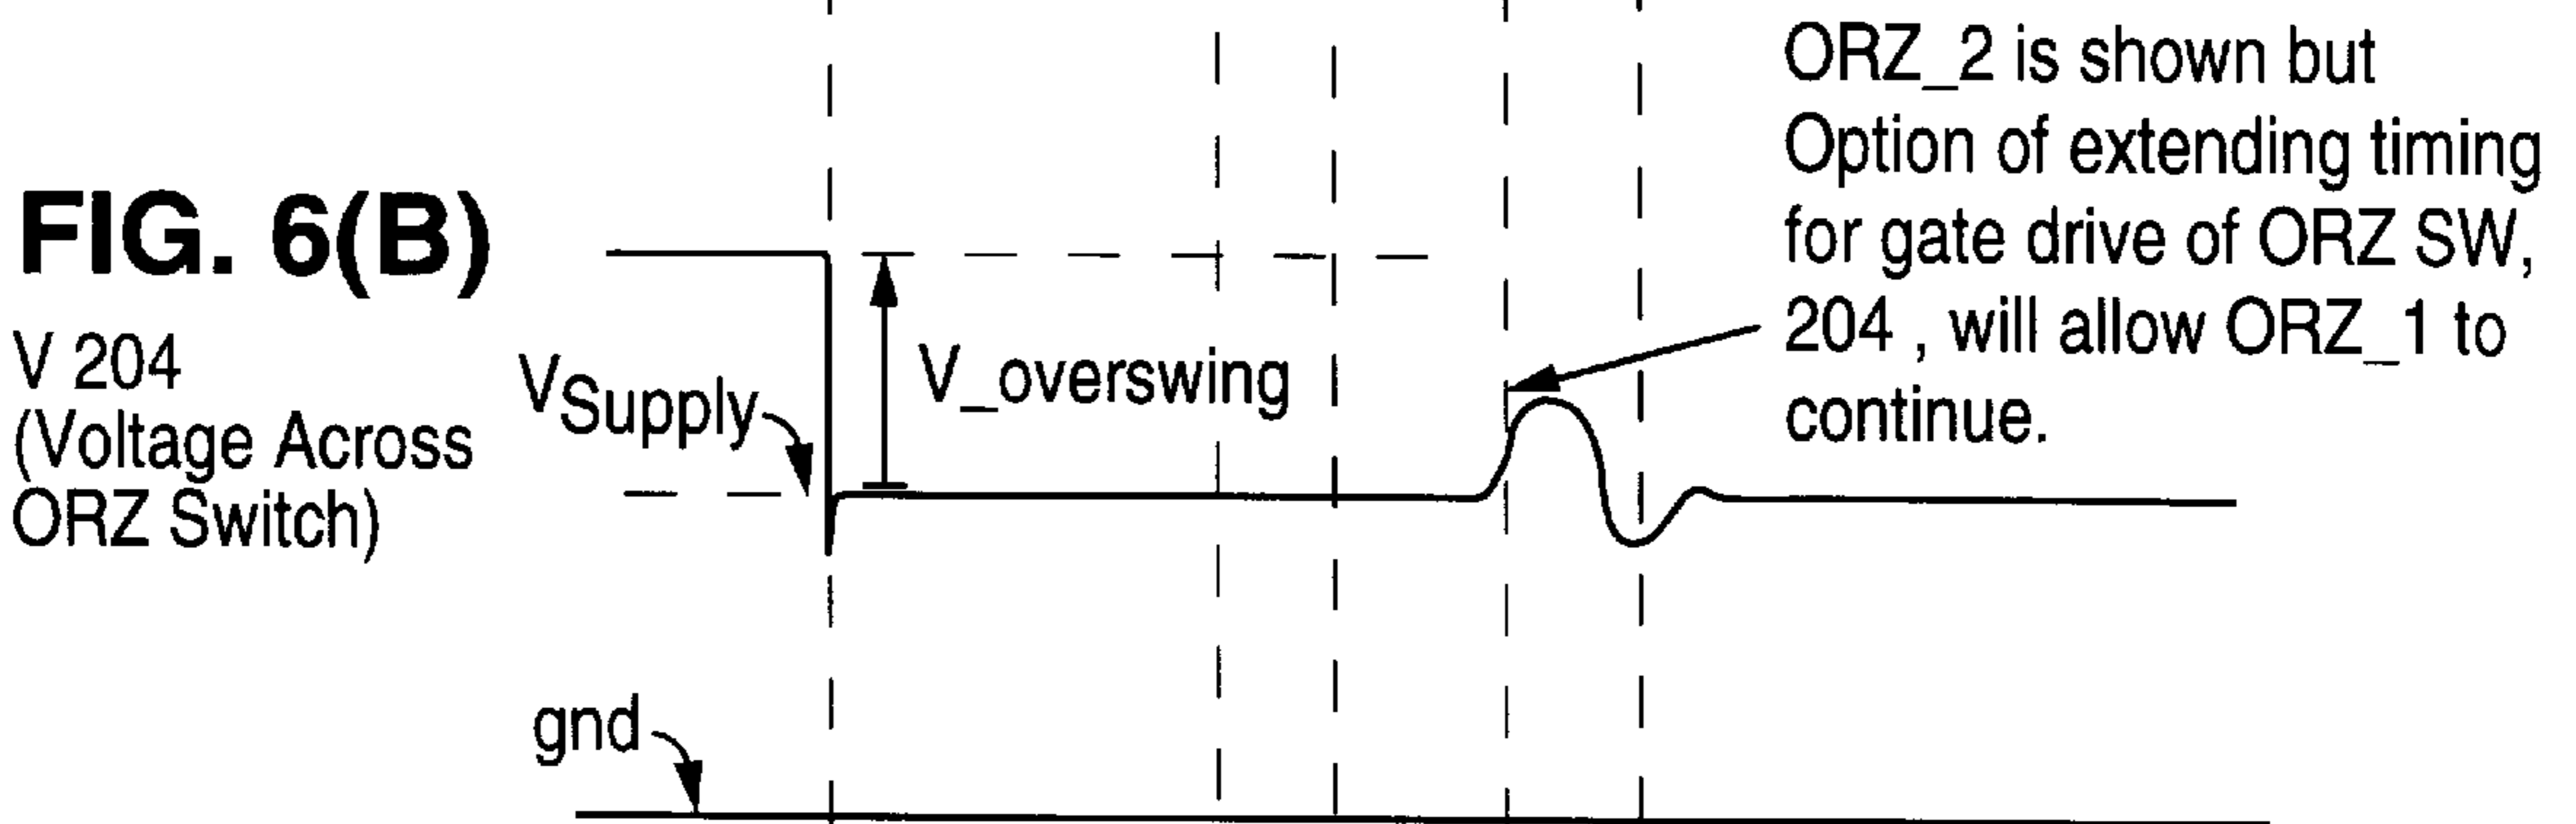 FIG. 6(B)
V 204
(Voltage Across
ORZ Switch)
VSupply
V_overswing
gnd
ORZ_2 is shown but
Option of extending timing
for gate drive of ORZ SW,
204 , will allow ORZ_1 to
continue.